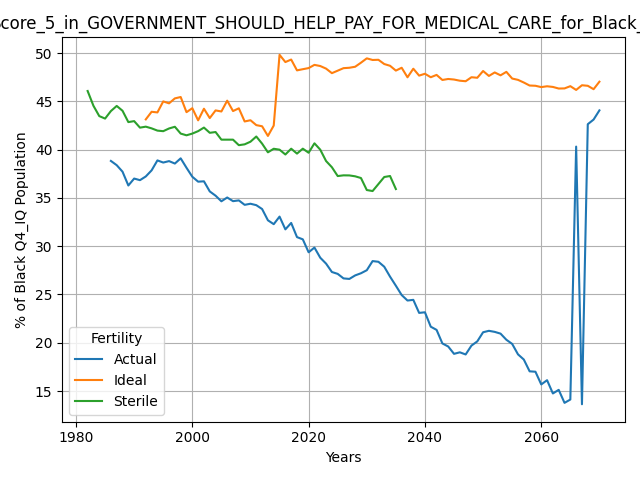 core_5_in_GOVERNMENT_SHOULD_HELP_PAY_FOR_MEDICAL_CARE_for_Black_
50
45
40
35
30
25
20
15
% of Black Q4_IQ Population
Fertility
Actual
Ideal
Sterile
1980
2000
2020
2040
2060
Years